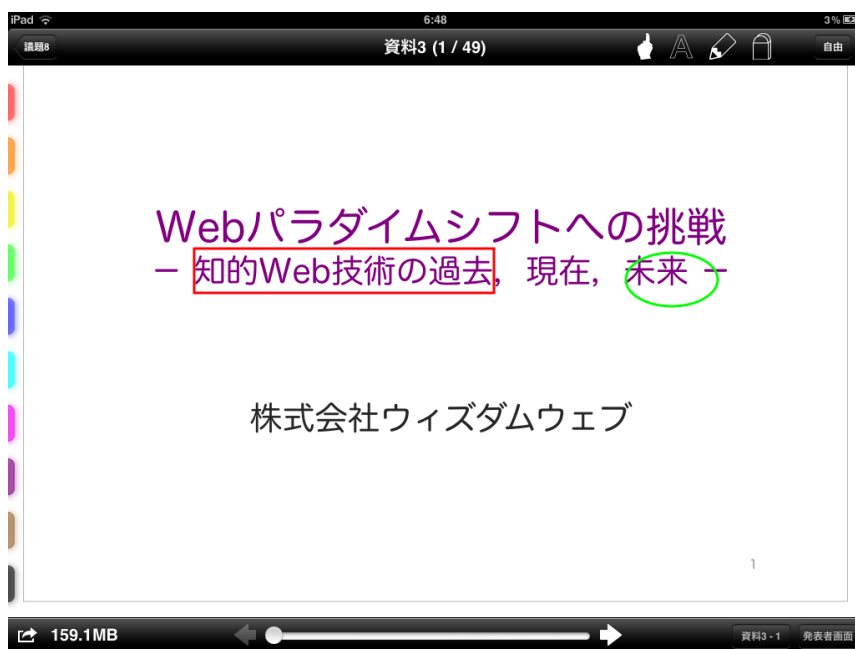 iPad 6:48 3%
議題8 資料3 (1 / 49) A 自由
Webパラダイムシフトへの挑戦
− 知的Web技術の過去, 現在, 未来 −
株式会社ウィズダムウェブ
1
159.1MB 資料3 - 1 発表者画面